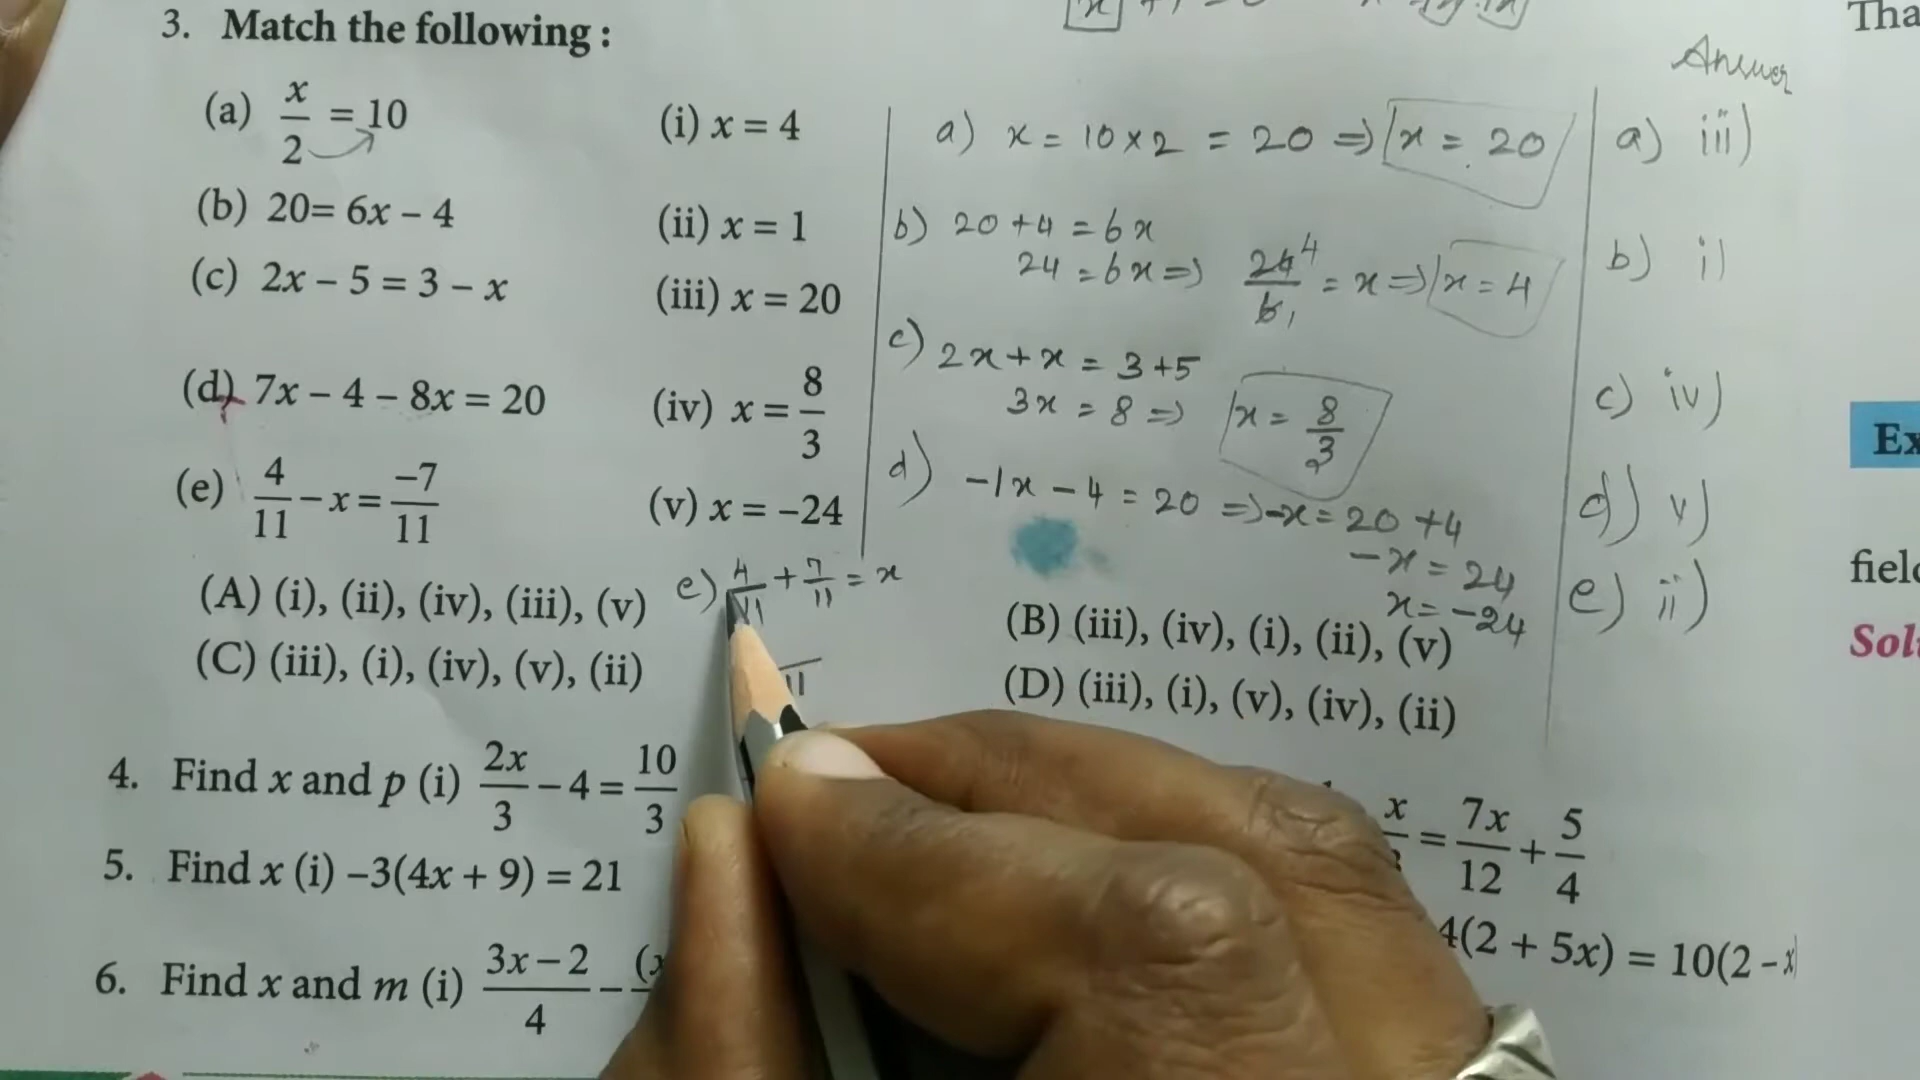 3. Match the following :
(a) x/2 = 10
(i) x = 4
(b) 20= 6x – 4
(ii) x = 1
(c) 2x – 5 = 3 – x
(iii) x = 20
(d) 7x – 4 – 8x = 20
(iv) x = 8/3
(e) 4/11 – x = –7/11
(v) x = –24
(A) (i), (ii), (iv), (iii), (v)
(B) (iii), (iv), (i), (ii), (v)
(C) (iii), (i), (iv), (v), (ii)
(D) (iii), (i), (v), (iv), (ii)
4. Find x and p (i) 2x/3 – 4 = 10/3
= 7x/12 + 5/4
5. Find x (i) –3(4x + 9) = 21
4(2 + 5x) = 10(2 – x
6. Find x and m (i) 3x – 2/4 –
a) x = 10 × 2 = 20 ⇒ x = 20
b) 20 + 4 = 6x
24 = 6x ⇒ 24/6 = x ⇒ x = 4
c) 2x + x = 3 + 5
3x = 8 ⇒ x = 8/3
d) –1x – 4 = 20 ⇒ –x = 20 + 4
–x = 24
x = –24
e) 4/11 + 7/11 = x
11
Answer
a) iii)
b) i)
c) iv)
d) v)
e) ii)
Tha
Ex
field
Sol